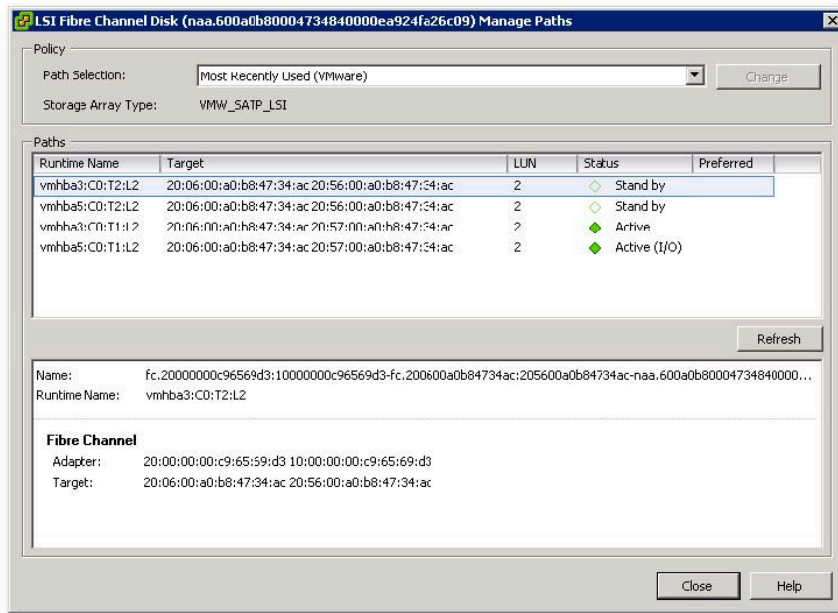 LSI Fibre Channel Disk (naa.600a0b80004734840000ea924fa26c09) Manage Paths
Policy
Path Selection: Most Recently Used (VMware) Change
Storage Array Type: VMW_SATP_LSI
Paths
Runtime Name Target LUN Status Preferred
vmhba3:C0:T2:L2 20:06:00:a0:b8:47:34:ac 20:56:00:a0:b8:47:34:ac 2 Stand by
vmhba5:C0:T2:L2 20:06:00:a0:b8:47:34:ac 20:56:00:a0:b8:47:34:ac 2 Stand by
vmhba3:C0:T1:L2 20:06:00:a0:b8:47:34:ac 20:57:00:a0:b8:47:34:ac 2 Active
vmhba5:C0:T1:L2 20:06:00:a0:b8:47:34:ac 20:57:00:a0:b8:47:34:ac 2 Active (I/O)
Refresh
Name: fc.20000000c96569d3:10000000c96569d3-fc.200600a0b84734ac:205600a0b84734ac-naa.600a0b80004734840000...
Runtime Name: vmhba3:C0:T2:L2
Fibre Channel
Adapter: 20:00:00:00:c9:65:69:d3 10:00:00:00:c9:65:69:d3
Target: 20:06:00:a0:b8:47:34:ac 20:56:00:a0:b8:47:34:ac
Close Help